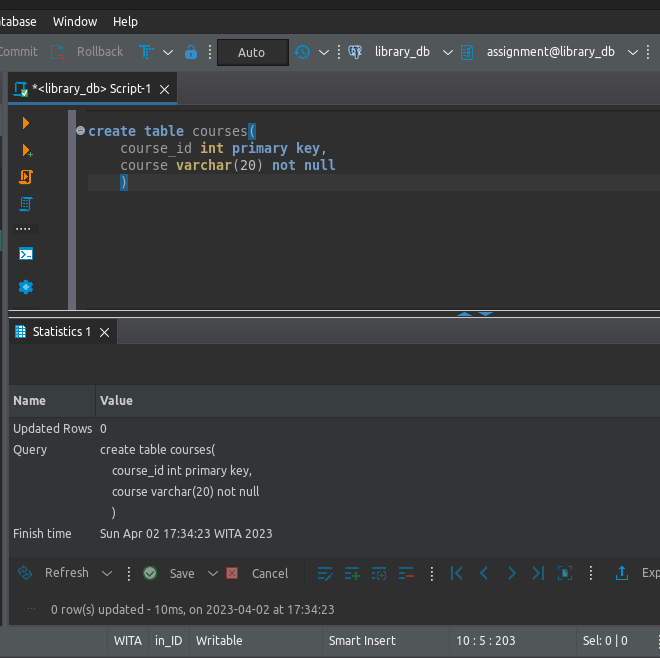 atabase Window Help
Commit Rollback Auto library_db assignment@library_db
*<library_db> Script-1
create table courses(
course_id int primary key,
course varchar(20) not null
)
Statistics 1
Name Value
Updated Rows 0
Query create table courses(
course_id int primary key,
course varchar(20) not null
)
Finish time Sun Apr 02 17:34:23 WITA 2023
Refresh Save Cancel Exp
0 row(s) updated - 10ms, on 2023-04-02 at 17:34:23
WITA in_ID Writable Smart Insert 10 : 5 : 203 Sel: 0 | 0